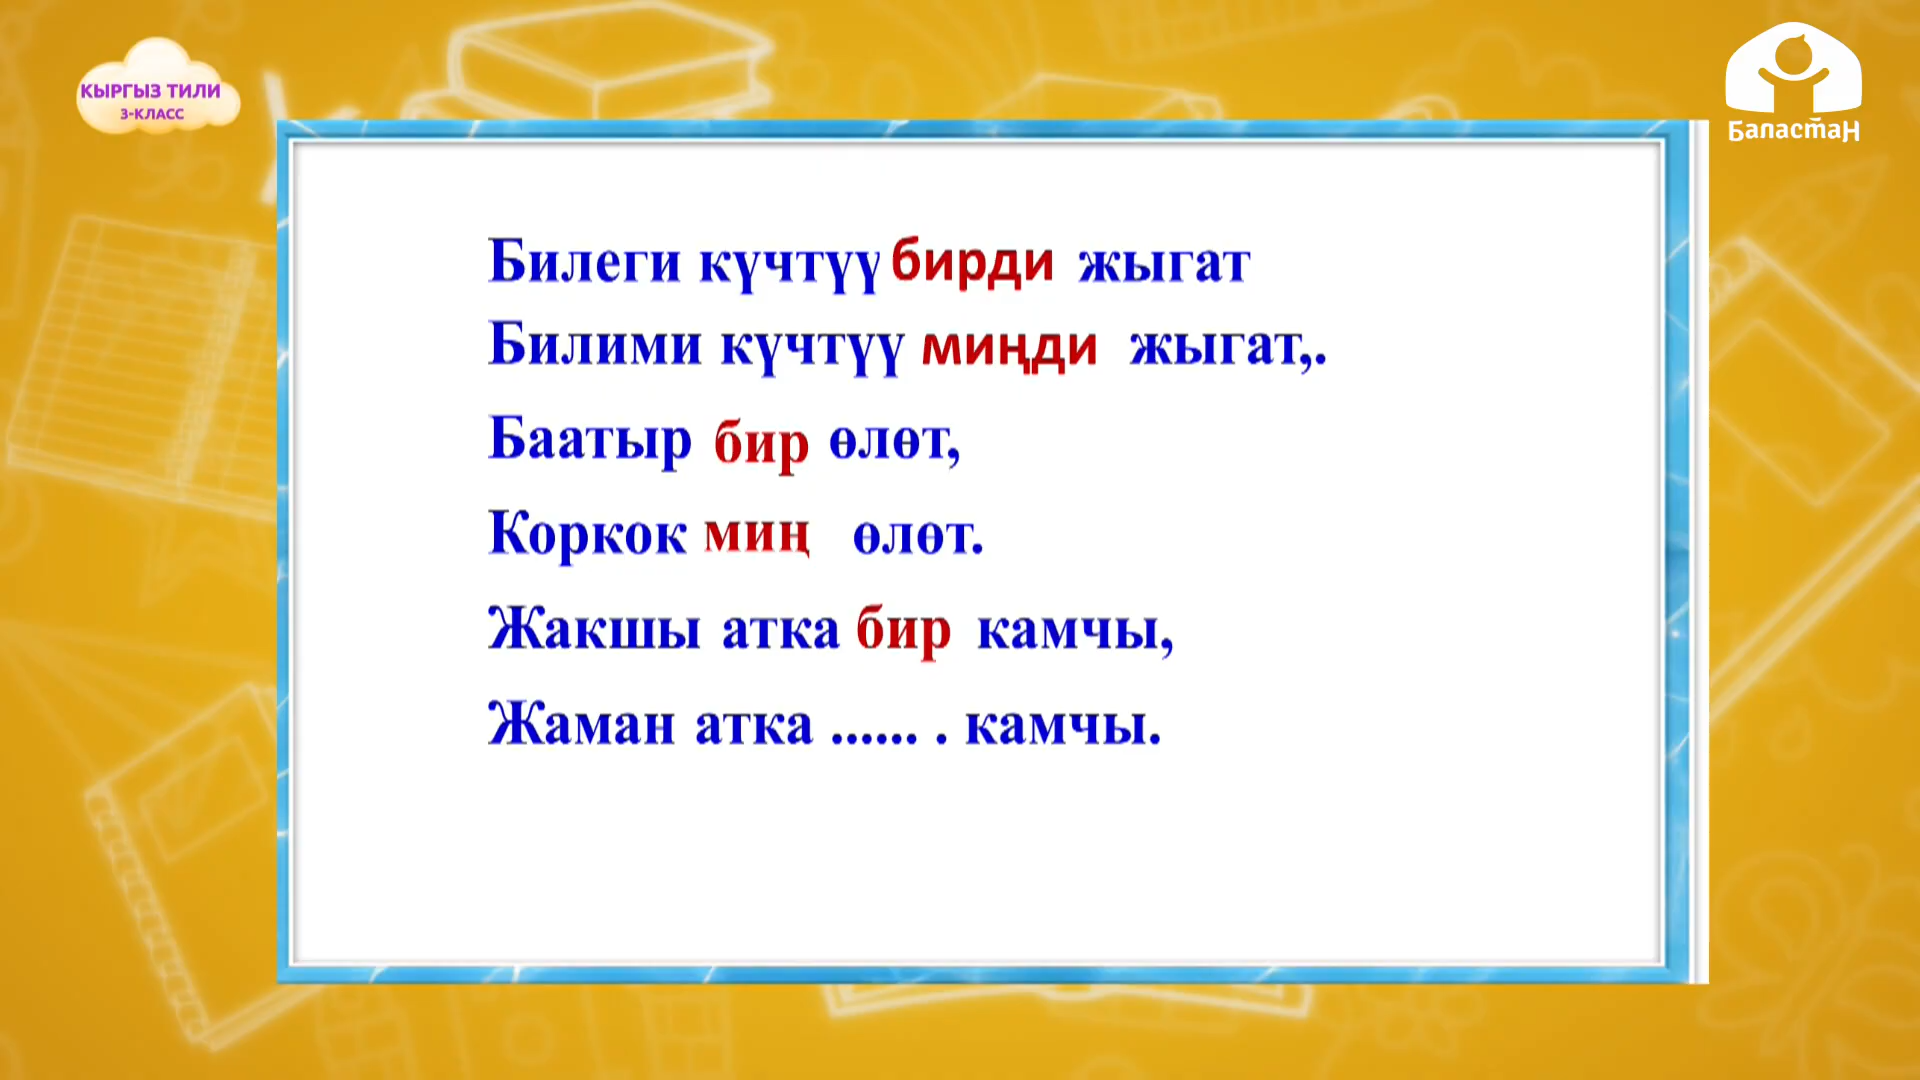 КЫРГЫЗ ТИЛИ
3-КЛАСС
Баластан
Билеги күчтүү бирди жыгат
Билими күчтүү миңди жыгат,.
Баатыр бир өлөт,
Коркок миң өлөт.
Жакшы атка бир камчы,
Жаман атка ...... . камчы.